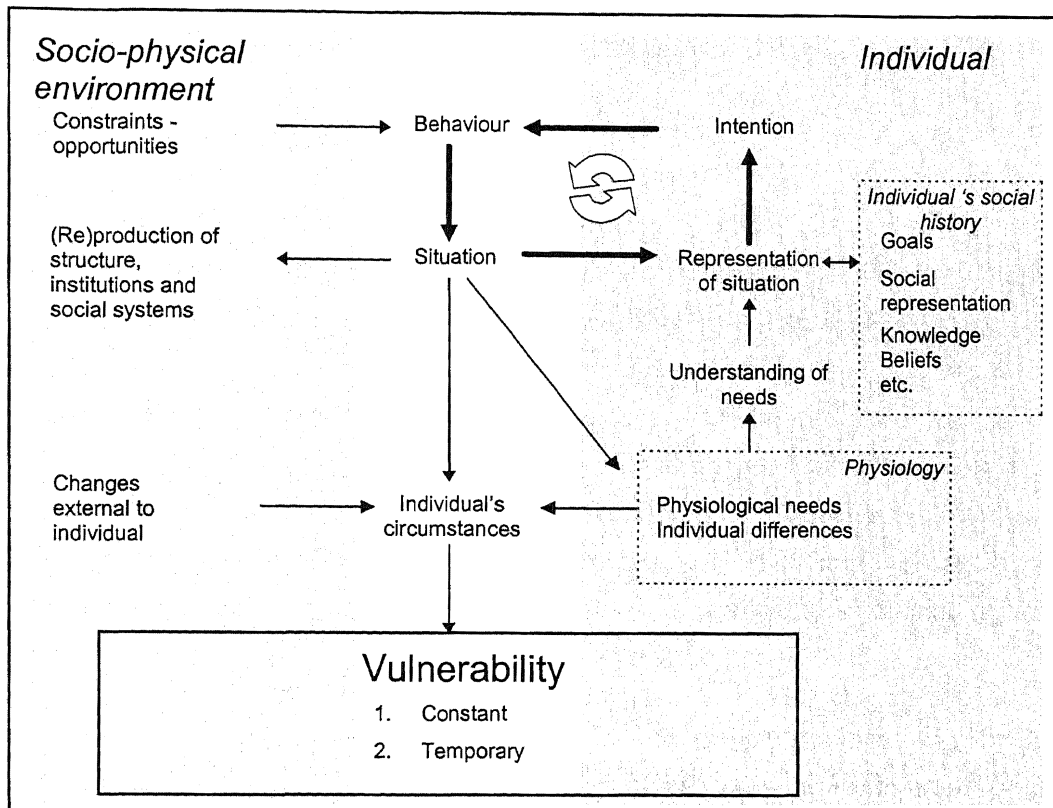 Socio-physical
environment
Individual
Constraints -
opportunities
Behaviour
Intention
Individual 's social
history
Goals
Social
representation
Knowledge
Beliefs
etc.
(Re)production of
structure,
institutions and
social systems
Situation
Representation
of situation
Understanding of
needs
Physiology
Physiological needs
Individual differences
Changes
external to
individual
Individual's
circumstances
Vulnerability
1. Constant
2. Temporary